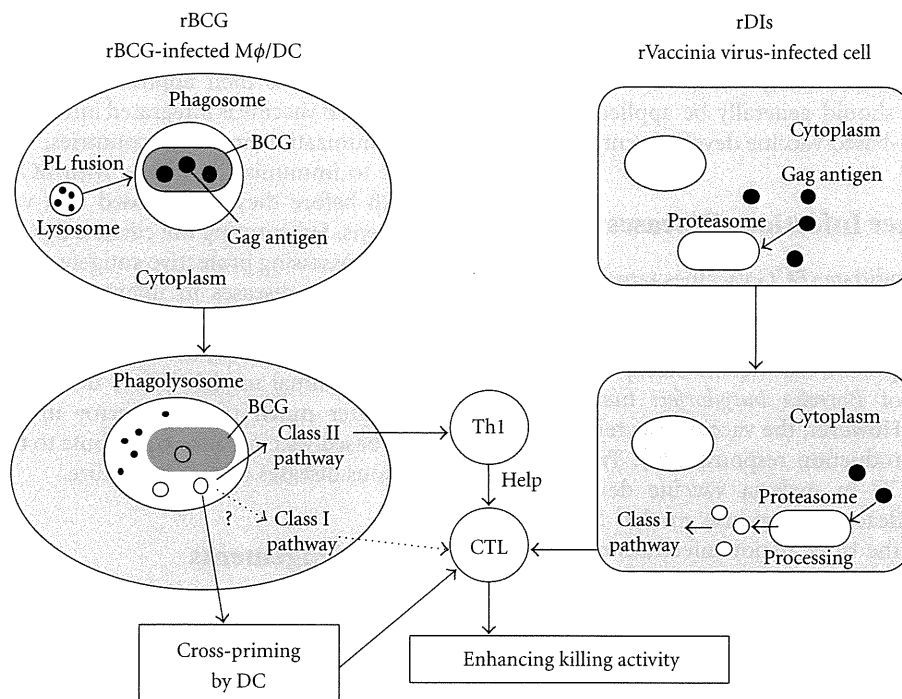 rBCG
rBCG-infected Mϕ/DC
Phagosome
BCG
PL fusion
Lysosome
Gag antigen
Cytoplasm
rDIs
rVaccinia virus-infected cell
Cytoplasm
Gag antigen
Proteasome
Phagolysosome
BCG
Class II
pathway
?
Class I
pathway
Th1
Help
CTL
Cytoplasm
Proteasome
Class I
pathway
Processing
Cross-priming
by DC
Enhancing killing activity